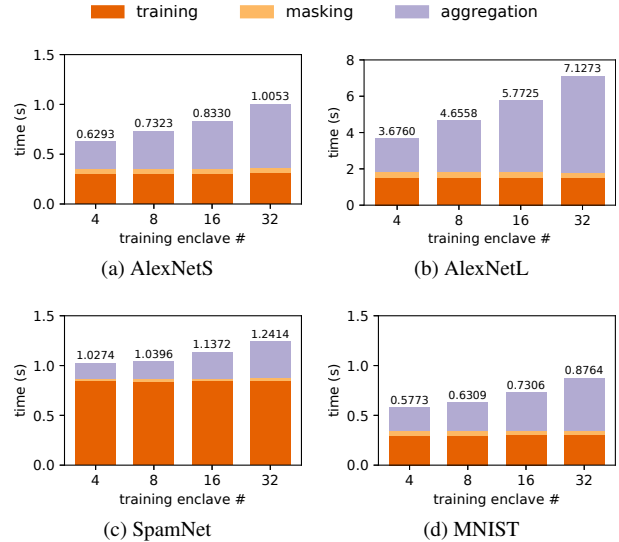 training masking aggregation
1.5
1.0
0.5
0.0
time (s)
0.6293 0.7323 0.8330 1.0053
4 8 16 32
training enclave #
(a) AlexNetS
8
6
4
2
0
time (s)
3.6760 4.6558 5.7725 7.1273
4 8 16 32
training enclave #
(b) AlexNetL
1.5
1.0
0.5
0.0
time (s)
1.0274 1.0396 1.1372 1.2414
4 8 16 32
training enclave #
(c) SpamNet
1.5
1.0
0.5
0.0
time (s)
0.5773 0.6309 0.7306 0.8764
4 8 16 32
training enclave #
(d) MNIST